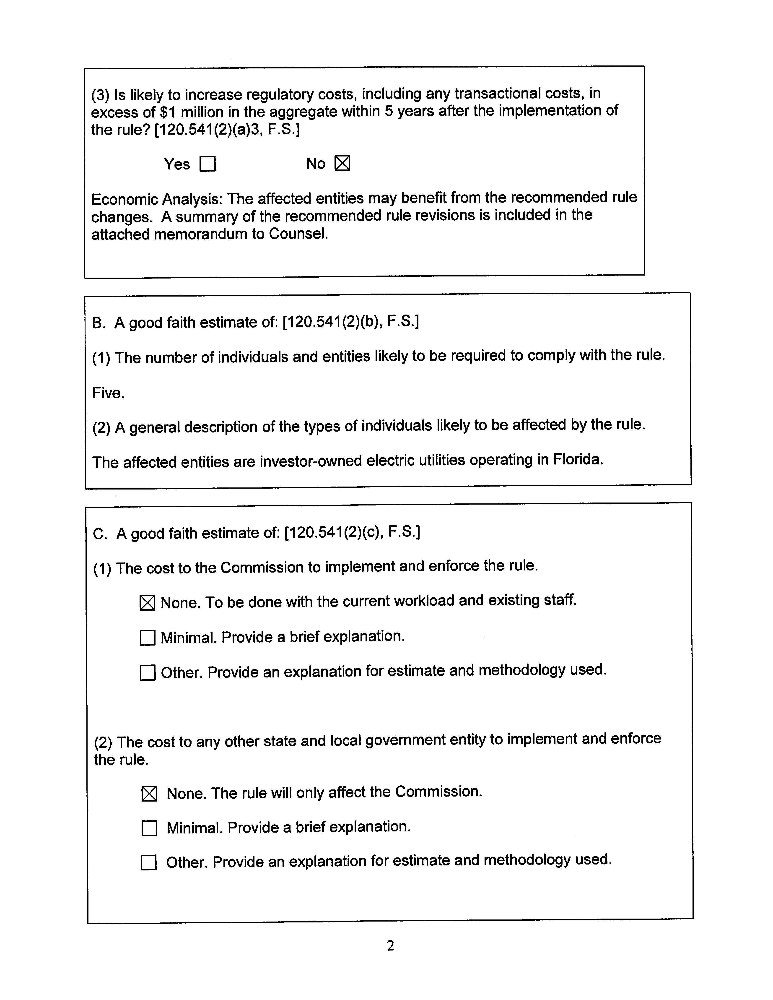 (3) Is likely to increase regulatory costs, including any transactional costs, in
excess of $1 million in the aggregate within 5 years after the implementation of
the rule? [120.541(2)(a)3, F.S.]
Yes ☐ No ☒
Economic Analysis: The affected entities may benefit from the recommended rule
changes. A summary of the recommended rule revisions is included in the
attached memorandum to Counsel.
B. A good faith estimate of: [120.541(2)(b), F.S.]
(1) The number of individuals and entities likely to be required to comply with the rule.
Five.
(2) A general description of the types of individuals likely to be affected by the rule.
The affected entities are investor-owned electric utilities operating in Florida.
C. A good faith estimate of: [120.541(2)(c), F.S.]
(1) The cost to the Commission to implement and enforce the rule.
☒ None. To be done with the current workload and existing staff.
☐ Minimal. Provide a brief explanation.
☐ Other. Provide an explanation for estimate and methodology used.
(2) The cost to any other state and local government entity to implement and enforce
the rule.
☒ None. The rule will only affect the Commission.
☐ Minimal. Provide a brief explanation.
☐ Other. Provide an explanation for estimate and methodology used.
2